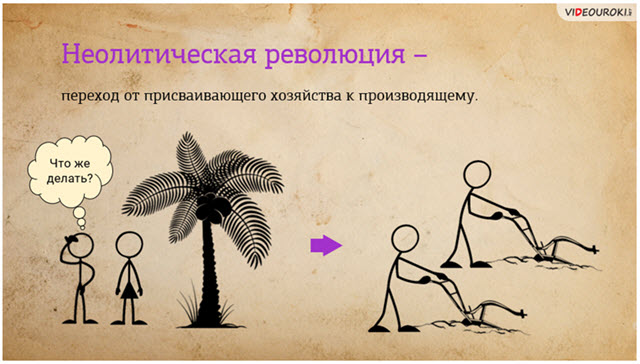 VIDEOUROKI
Неолитическая революция –
переход от присваивающего хозяйства к производящему.
Что же
делать?